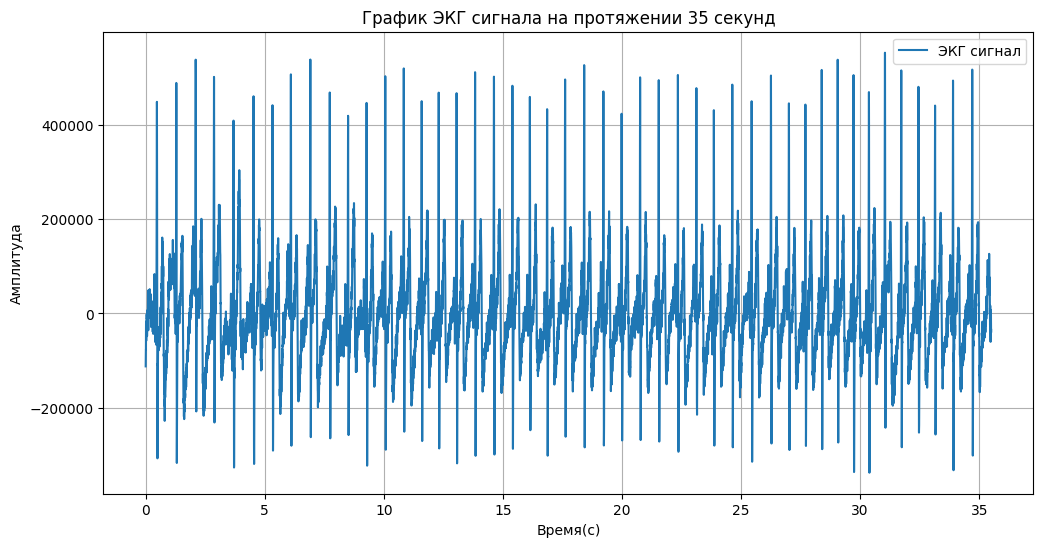 График ЭКГ сигнала на протяжении 35 секунд
ЭКГ сигнал
Амплитуда
400000
200000
0
−200000
0 5 10 15 20 25 30 35
Время(с)